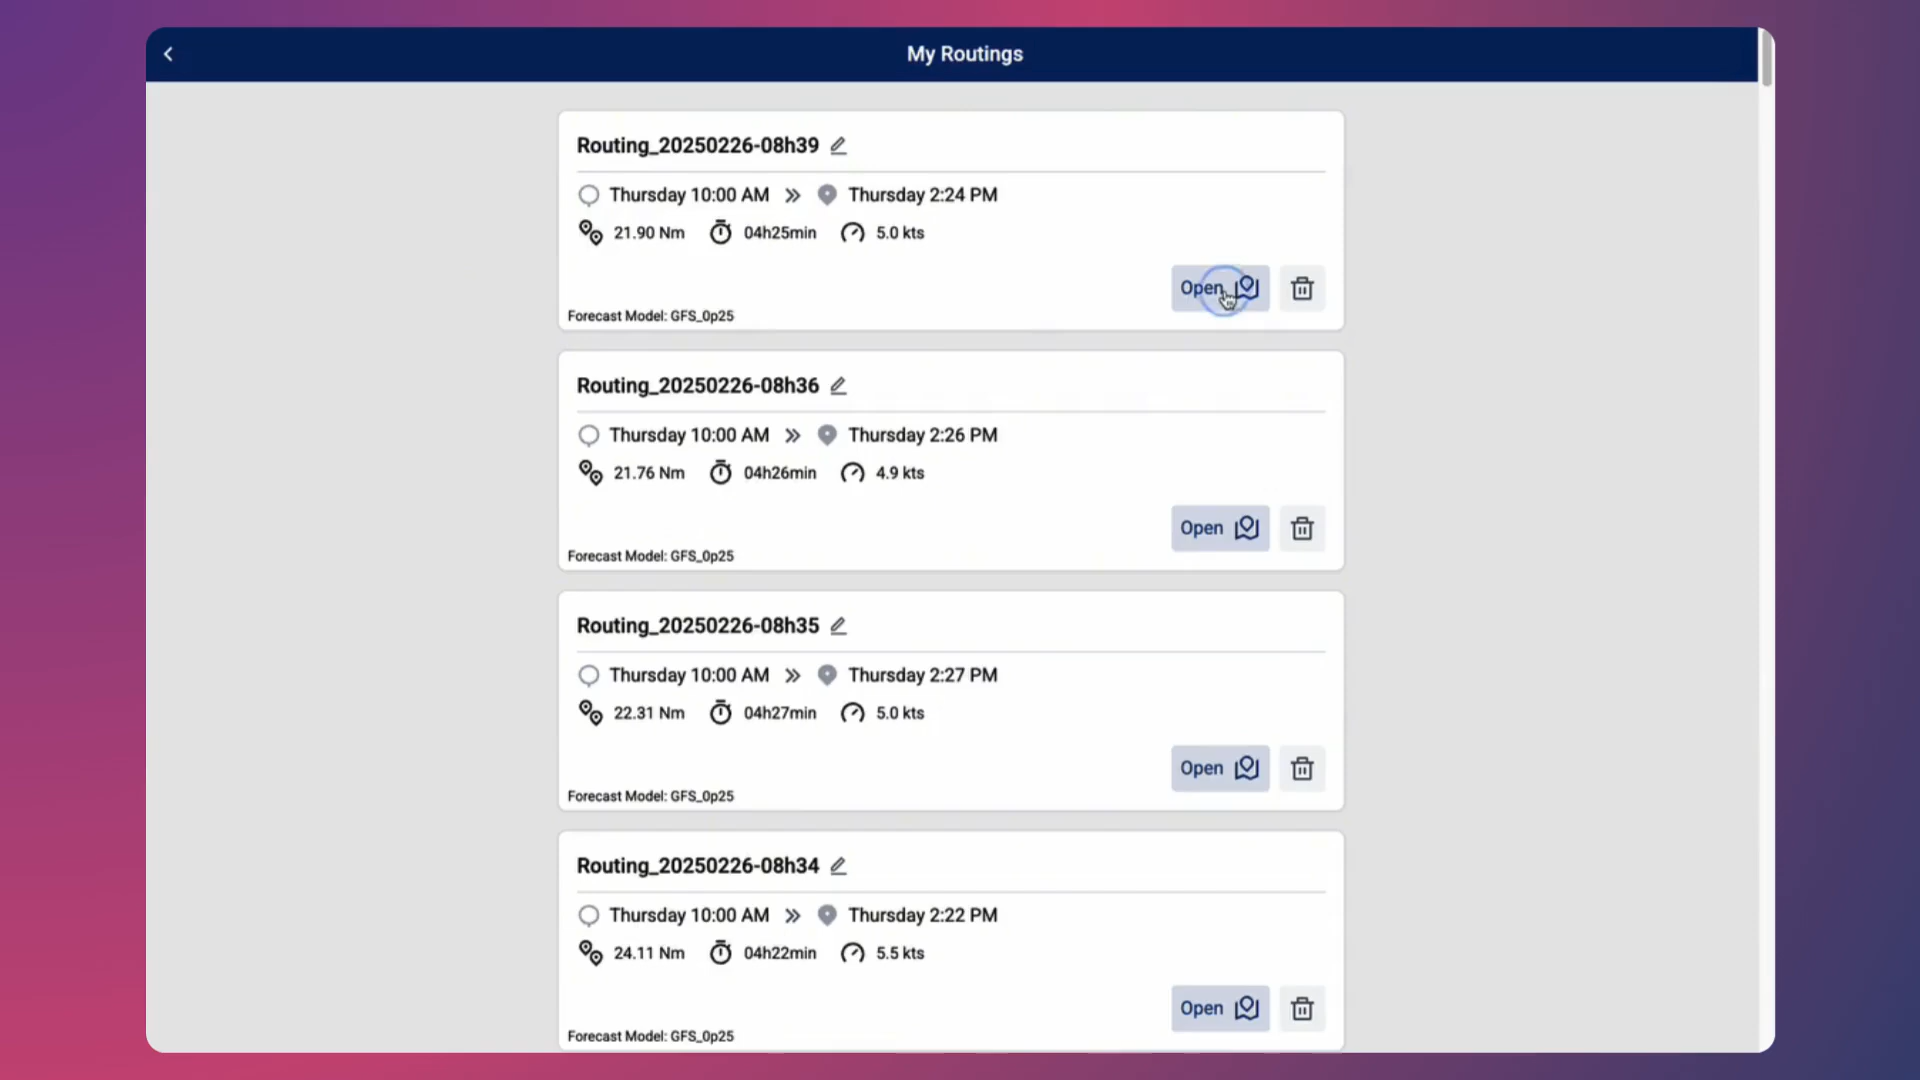 My Routings
Routing_20250226-08h39
Thursday 10:00 AM Thursday 2:24 PM
21.90 Nm 04h25min 5.0 kts
Open
Forecast Model: GFS_0p25
Routing_20250226-08h36
Thursday 10:00 AM Thursday 2:26 PM
21.76 Nm 04h26min 4.9 kts
Open
Forecast Model: GFS_0p25
Routing_20250226-08h35
Thursday 10:00 AM Thursday 2:27 PM
22.31 Nm 04h27min 5.0 kts
Open
Forecast Model: GFS_0p25
Routing_20250226-08h34
Thursday 10:00 AM Thursday 2:22 PM
24.11 Nm 04h22min 5.5 kts
Open
Forecast Model: GFS_0p25